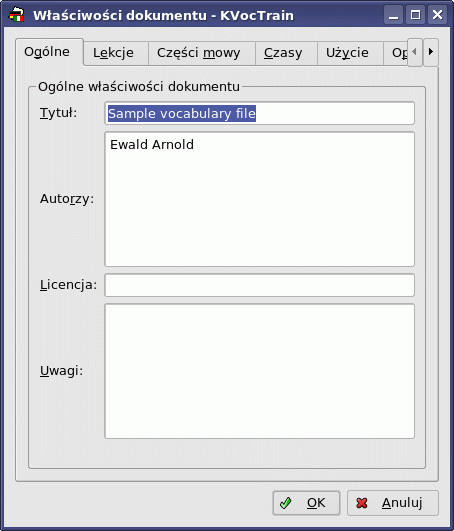 Właściwości dokumentu - KVocTrain
Ogólne Lekcje Części mowy Czasy Użycie
Ogólne właściwości dokumentu
Tytuł: Sample vocabulary file
Ewald Arnold
Autorzy:
Licencja:
Uwagi:
OK Anuluj